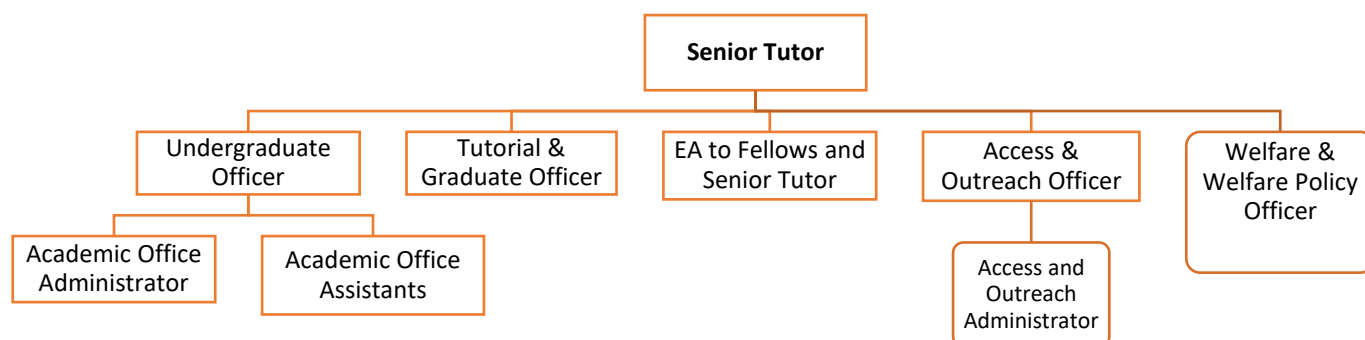 Senior Tutor
Undergraduate
Officer
Tutorial &
Graduate Officer
EA to Fellows and
Senior Tutor
Access &
Outreach Officer
Welfare &
Welfare Policy
Officer
Academic Office
Administrator
Academic Office
Assistants
Access and
Outreach
Administrator